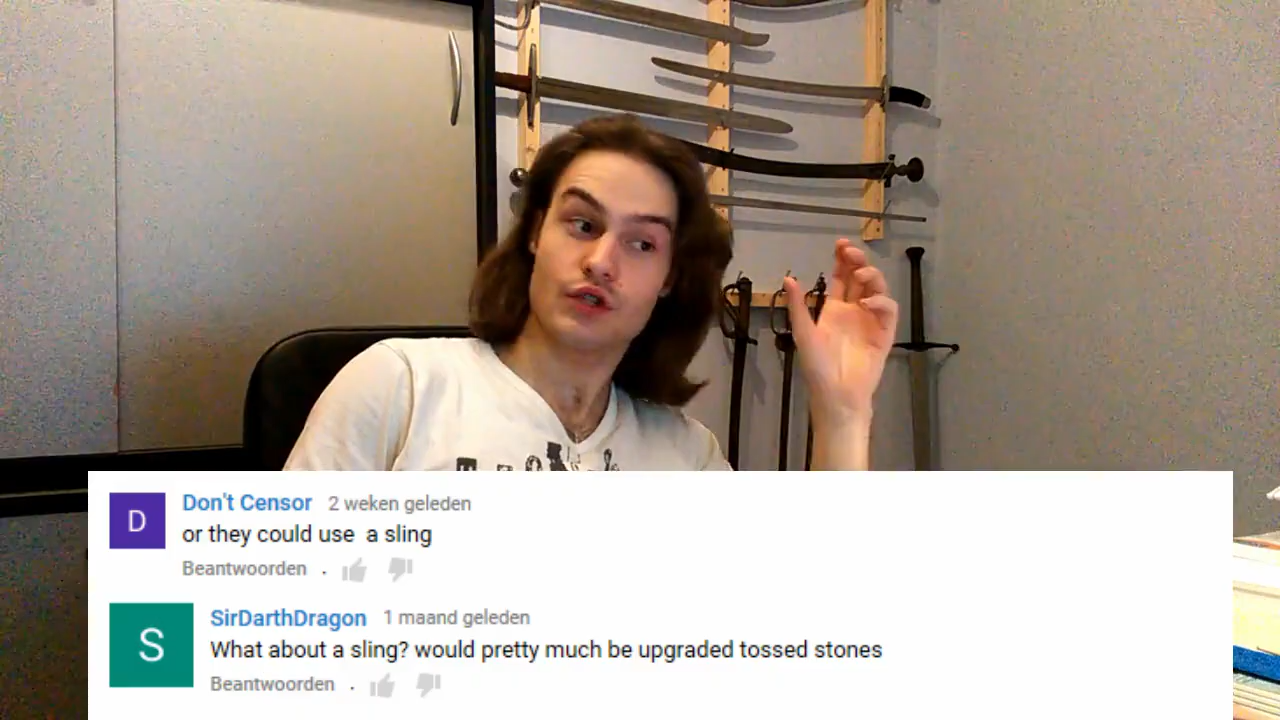 D
Don't Censor 2 weken geleden
or they could use a sling
Beantwoorden .
S
SirDarthDragon 1 maand geleden
What about a sling? would pretty much be upgraded tossed stones
Beantwoorden .